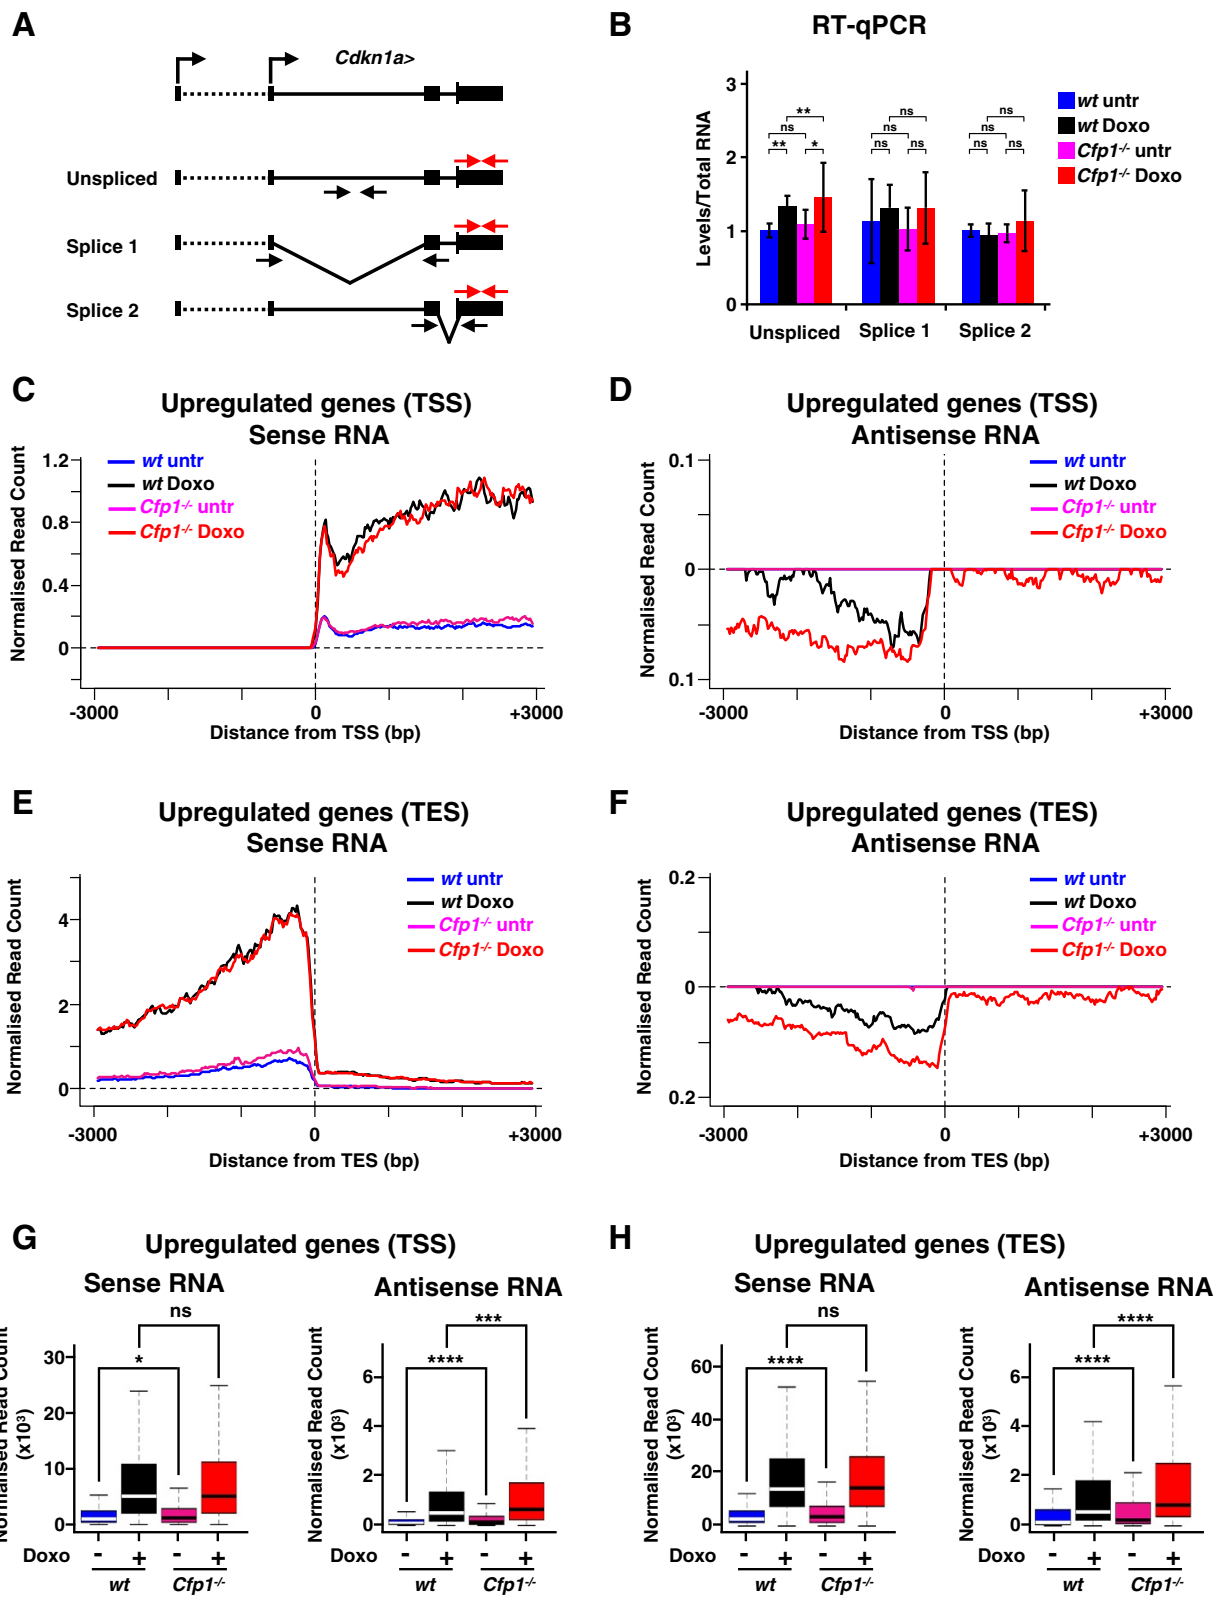 A
Cdkn1a>
Unspliced
Splice 1
Splice 2
B
RT-qPCR
Levels/Total RNA
3
2
1
0
** ns ** *
ns ns ns ns
ns ns ns ns
Unspliced Splice 1 Splice 2
wt untr
wt Doxo
Cfp1-/- untr
Cfp1-/- Doxo
C
Upregulated genes (TSS)
Sense RNA
Normalised Read Count
1.2
0.8
0.4
0
wt untr
wt Doxo
Cfp1-/- untr
Cfp1-/- Doxo
-3000 0 +3000
Distance from TSS (bp)
D
Upregulated genes (TSS)
Antisense RNA
Normalised Read Count
0.1
0
0.1
wt untr
wt Doxo
Cfp1-/- untr
Cfp1-/- Doxo
-3000 0 +3000
Distance from TSS (bp)
E
Upregulated genes (TES)
Sense RNA
Normalised Read Count
4
2
0
wt untr
wt Doxo
Cfp1-/- untr
Cfp1-/- Doxo
-3000 0 +3000
Distance from TES (bp)
F
Upregulated genes (TES)
Antisense RNA
Normalised Read Count
0.2
0
0.2
wt untr
wt Doxo
Cfp1-/- untr
Cfp1-/- Doxo
-3000 0 +3000
Distance from TES (bp)
G
Upregulated genes (TSS)
Sense RNA
Normalised Read Count
(x10³)
ns
*
30
20
10
0
Doxo - + - +
wt Cfp1-/-
Antisense RNA
Normalised Read Count
(x10³)
***
****
6
4
2
0
Doxo - + - +
wt Cfp1-/-
H
Upregulated genes (TES)
Sense RNA
Normalised Read Count
(x10³)
ns
****
60
40
20
0
Doxo - + - +
wt Cfp1-/-
Antisense RNA
Normalised Read Count
(x10³)
****
****
6
4
2
0
Doxo - + - +
wt Cfp1-/-